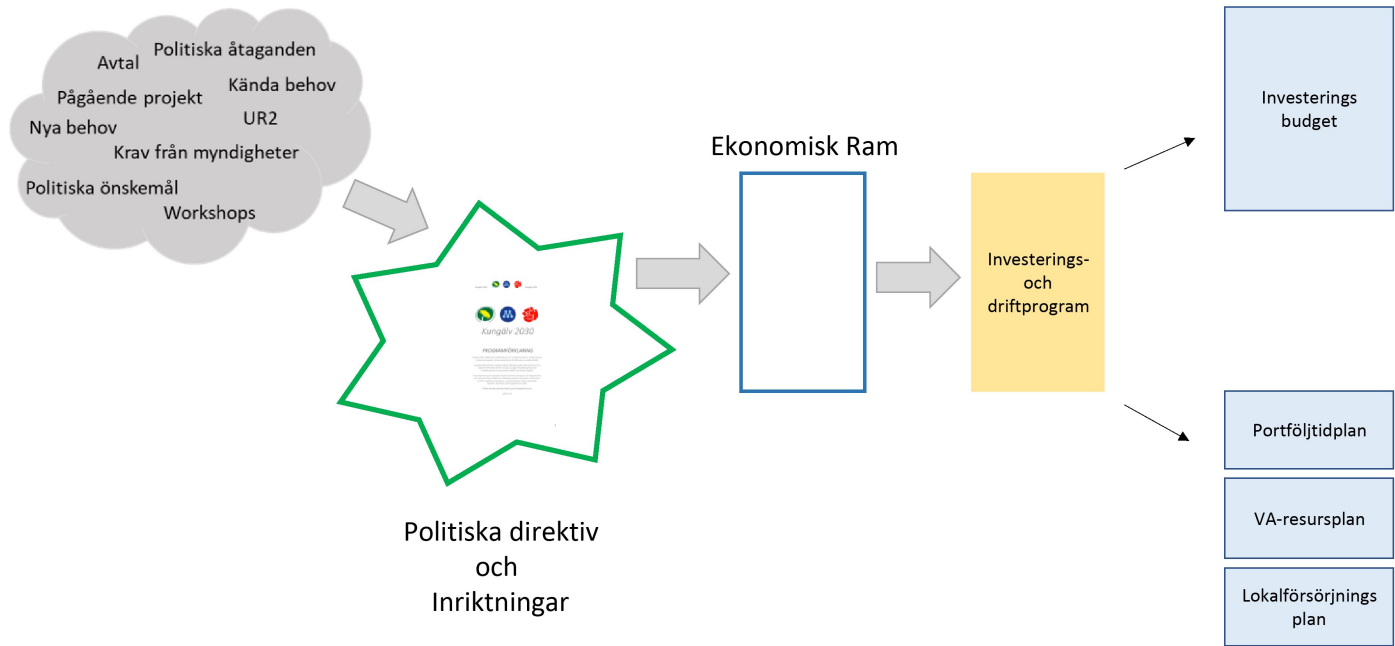 Politiska åtaganden
Avtal
Kända behov
Pågående projekt
UR2
Nya behov
Krav från myndigheter
Politiska önskemål
Workshops
Kungälv 2030
PROGRAMFÖRKLARING
Politiska direktiv
och
Inriktningar
Ekonomisk Ram
Investerings-
och
driftprogram
Investerings
budget
Portföljtidplan
VA-resursplan
Lokalförsörjnings
plan